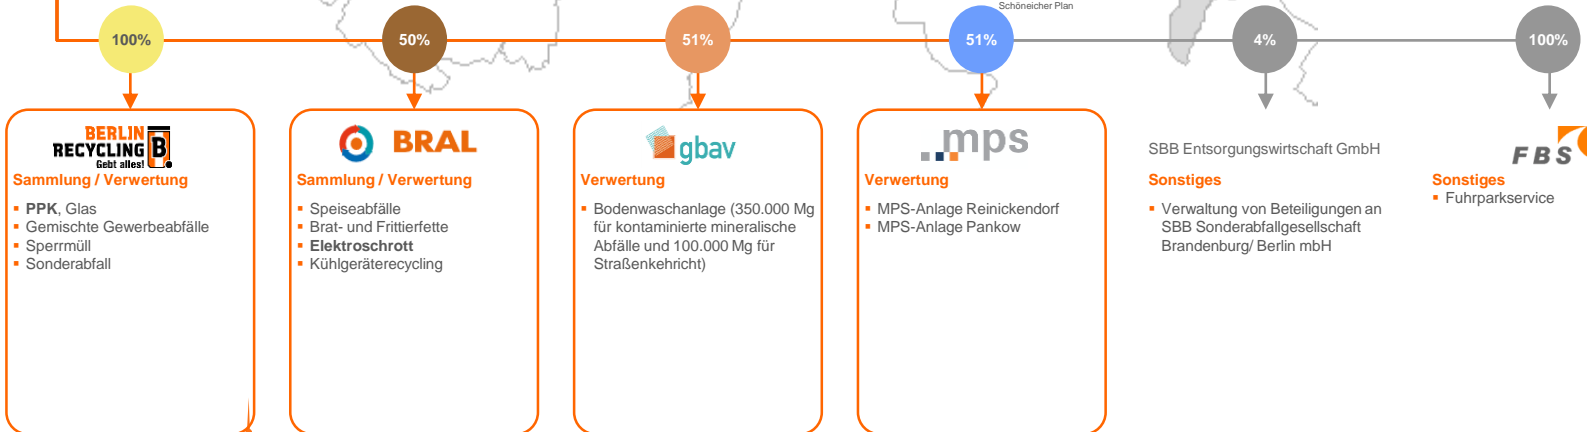 Schöneicher Plan
100%
50%
51%
51%
4%
100%
BERLIN
RECYCLING B
Gebt alles!
Sammlung / Verwertung
▪ PPK, Glas
▪ Gemischte Gewerbeabfälle
▪ Sperrmüll
▪ Sonderabfall
BRAL
Sammlung / Verwertung
▪ Speiseabfälle
▪ Brat- und Frittierfette
▪ Elektroschrott
▪ Kühlgeräterecycling
gbav
Verwertung
▪ Bodenwaschanlage (350.000 Mg
für kontaminierte mineralische
Abfälle und 100.000 Mg für
Straßenkehricht)
mps
Verwertung
▪ MPS-Anlage Reinickendorf
▪ MPS-Anlage Pankow
SBB Entsorgungswirtschaft GmbH
Sonstiges
▪ Verwaltung von Beteiligungen an
SBB Sonderabfallgesellschaft
Brandenburg/ Berlin mbH
FBS
Sonstiges
▪ Fuhrparkservice